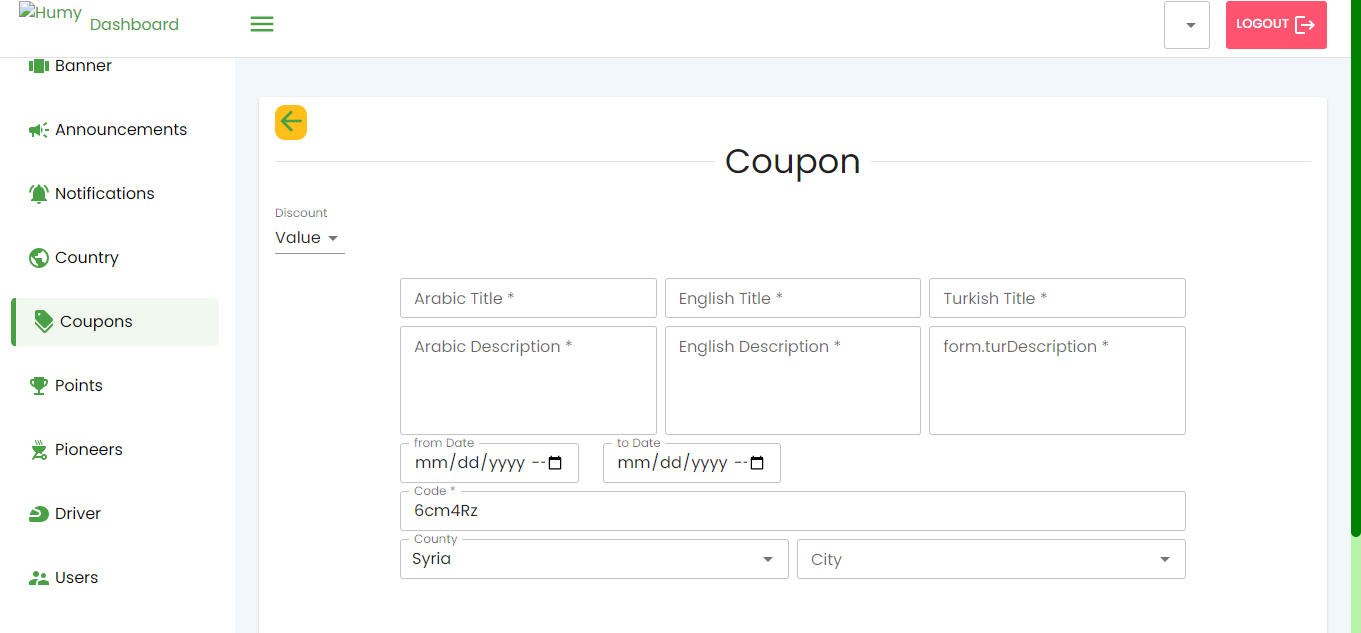 Humy
Dashboard
LOGOUT
Banner
Announcements
Notifications
Country
Coupons
Points
Pioneers
Driver
Users
Coupon
Discount
Value
Arabic Title *
English Title *
Turkish Title *
Arabic Description *
English Description *
form.turDescription *
from Date
to Date
mm/dd/yyyy --
mm/dd/yyyy --
Code *
6cm4Rz
County
Syria
City